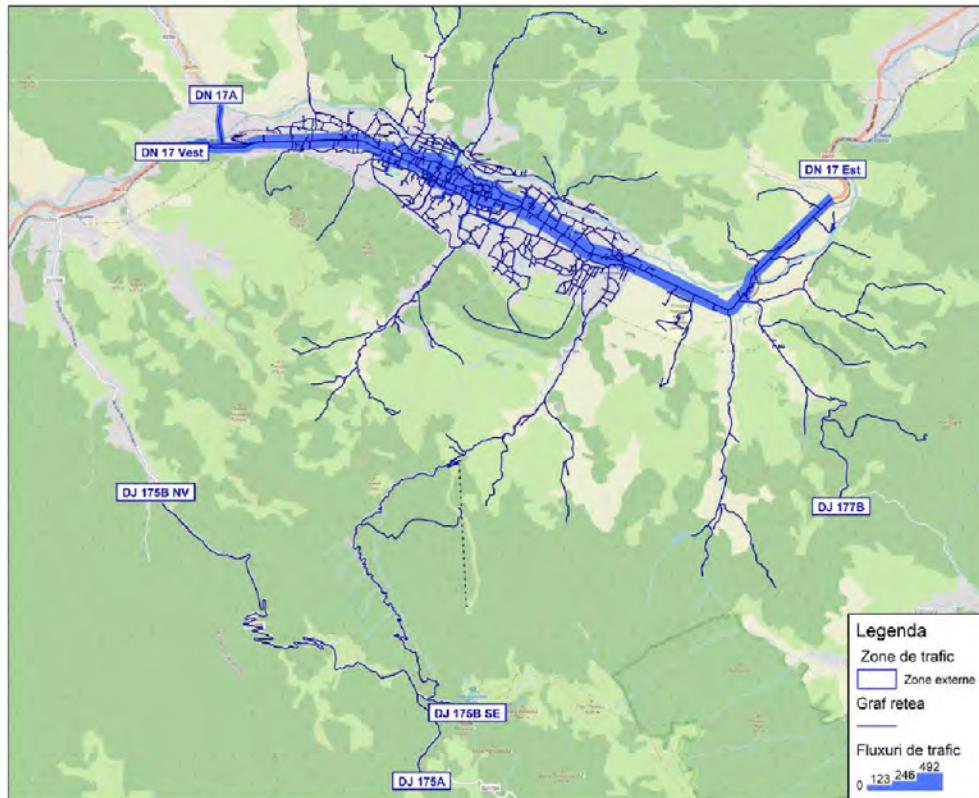 DN 17A
DN 17 Vest
DN 17 Est
DJ 175B NV
DJ 177B
DJ 175B SE
DJ 175A
Legenda
Zone de trafic
Zone externe
Graf retea
Fluxuri de trafic
0 123 246 492